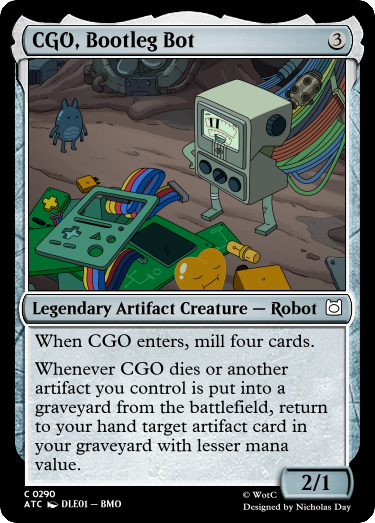 CGO, Bootleg Bot 3
Legendary Artifact Creature — Robot
When CGO enters, mill four cards.
Whenever CGO dies or another
artifact you control is put into a
graveyard from the battlefield, return
to your hand target artifact card in
your graveyard with lesser mana
value.
2/1
C 0290
ATC DLE01 — BMO
© WotC
Designed by Nicholas Day